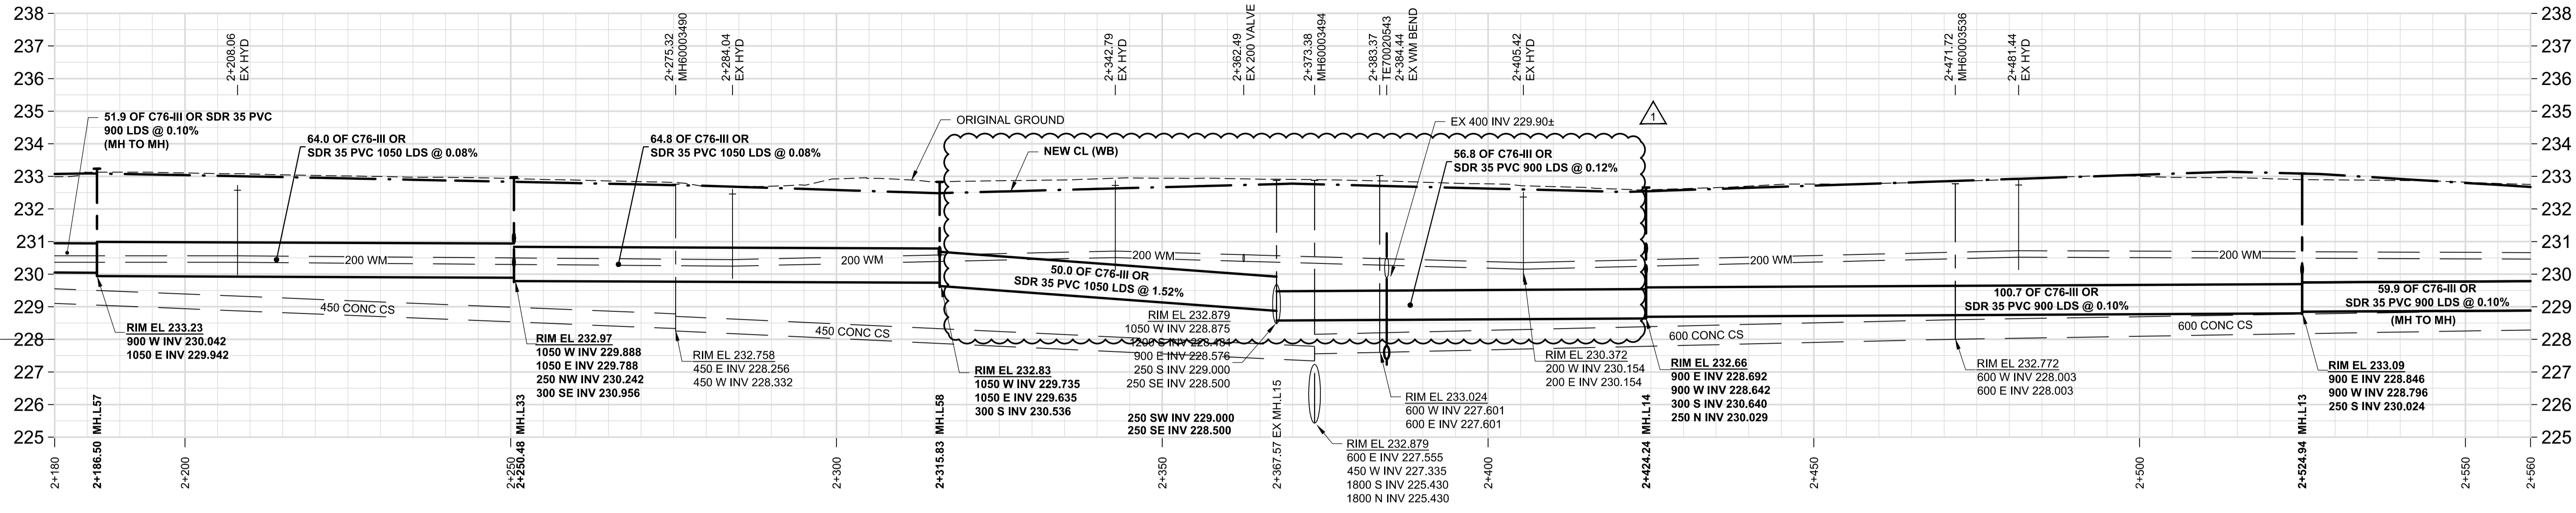 238
237
236
235
234
233
232
231
230
229
228
227
226
225
238
237
236
235
234
233
232
231
230
229
228
227
226
225
2+208.06
EX HYD
2+275.32
MH60003490
2+284.04
EX HYD
2+342.79
EX HYD
2+362.49
EX 200 VALVE
2+373.38
MH60003494
2+383.37
TE70020543
2+384.44
EX WM BEND
2+405.42
EX HYD
2+471.72
MH60003536
2+481.44
EX HYD
51.9 OF C76-III OR SDR 35 PVC
900 LDS @ 0.10%
(MH TO MH)
64.0 OF C76-III OR
SDR 35 PVC 1050 LDS @ 0.08%
64.8 OF C76-III OR
SDR 35 PVC 1050 LDS @ 0.08%
ORIGINAL GROUND
NEW CL (WB)
EX 400 INV 229.90±
1
56.8 OF C76-III OR
SDR 35 PVC 900 LDS @ 0.12%
200 WM
200 WM
200 WM
200 WM
200 WM
50.0 OF C76-III OR
SDR 35 PVC 1050 LDS @ 1.52%
100.7 OF C76-III OR
SDR 35 PVC 900 LDS @ 0.10%
59.9 OF C76-III OR
SDR 35 PVC 900 LDS @ 0.10%
(MH TO MH)
450 CONC CS
450 CONC CS
600 CONC CS
600 CONC CS
RIM EL 233.23
900 W INV 230.042
1050 E INV 229.942
RIM EL 232.97
1050 W INV 229.888
1050 E INV 229.788
250 NW INV 230.242
300 SE INV 230.956
RIM EL 232.758
450 E INV 228.256
450 W INV 228.332
RIM EL 232.83
1050 W INV 229.735
1050 E INV 229.635
300 S INV 230.536
RIM EL 232.879
1050 W INV 228.875
1200 S INV 228.481
900 E INV 228.576
250 S INV 229.000
250 SE INV 228.500
250 SW INV 229.000
250 SE INV 228.500
RIM EL 232.879
600 E INV 227.555
450 W INV 227.335
1800 S INV 225.430
1800 N INV 225.430
RIM EL 233.024
600 W INV 227.601
600 E INV 227.601
RIM EL 230.372
200 W INV 230.154
200 E INV 230.154
RIM EL 232.66
900 E INV 228.692
900 W INV 228.642
300 S INV 230.640
250 N INV 230.029
RIM EL 232.772
600 W INV 228.003
600 E INV 228.003
RIM EL 233.09
900 E INV 228.846
900 W INV 228.796
250 S INV 230.024
2+180
2+186.50 MH.L57
2+200
2+250
2+250.48 MH.L33
2+300
2+315.83 MH.L58
2+350
2+367.57 EX MH.L15
2+400
2+424.24 MH.L14
2+450
2+500
2+524.94 MH.L13
2+550
2+560